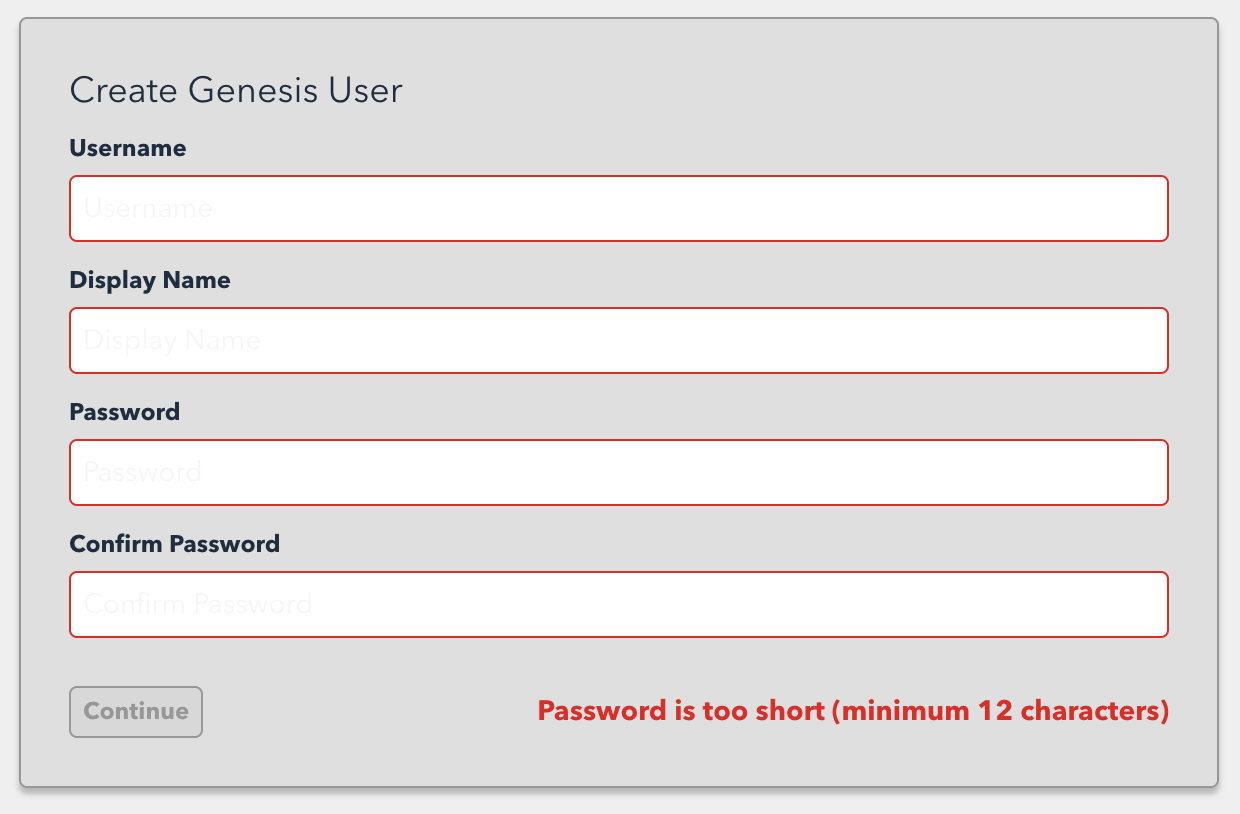 Create Genesis User
Username
Username
Display Name
Display Name
Password
Password
Confirm Password
Confirm Password
Continue
Password is too short (minimum 12 characters)